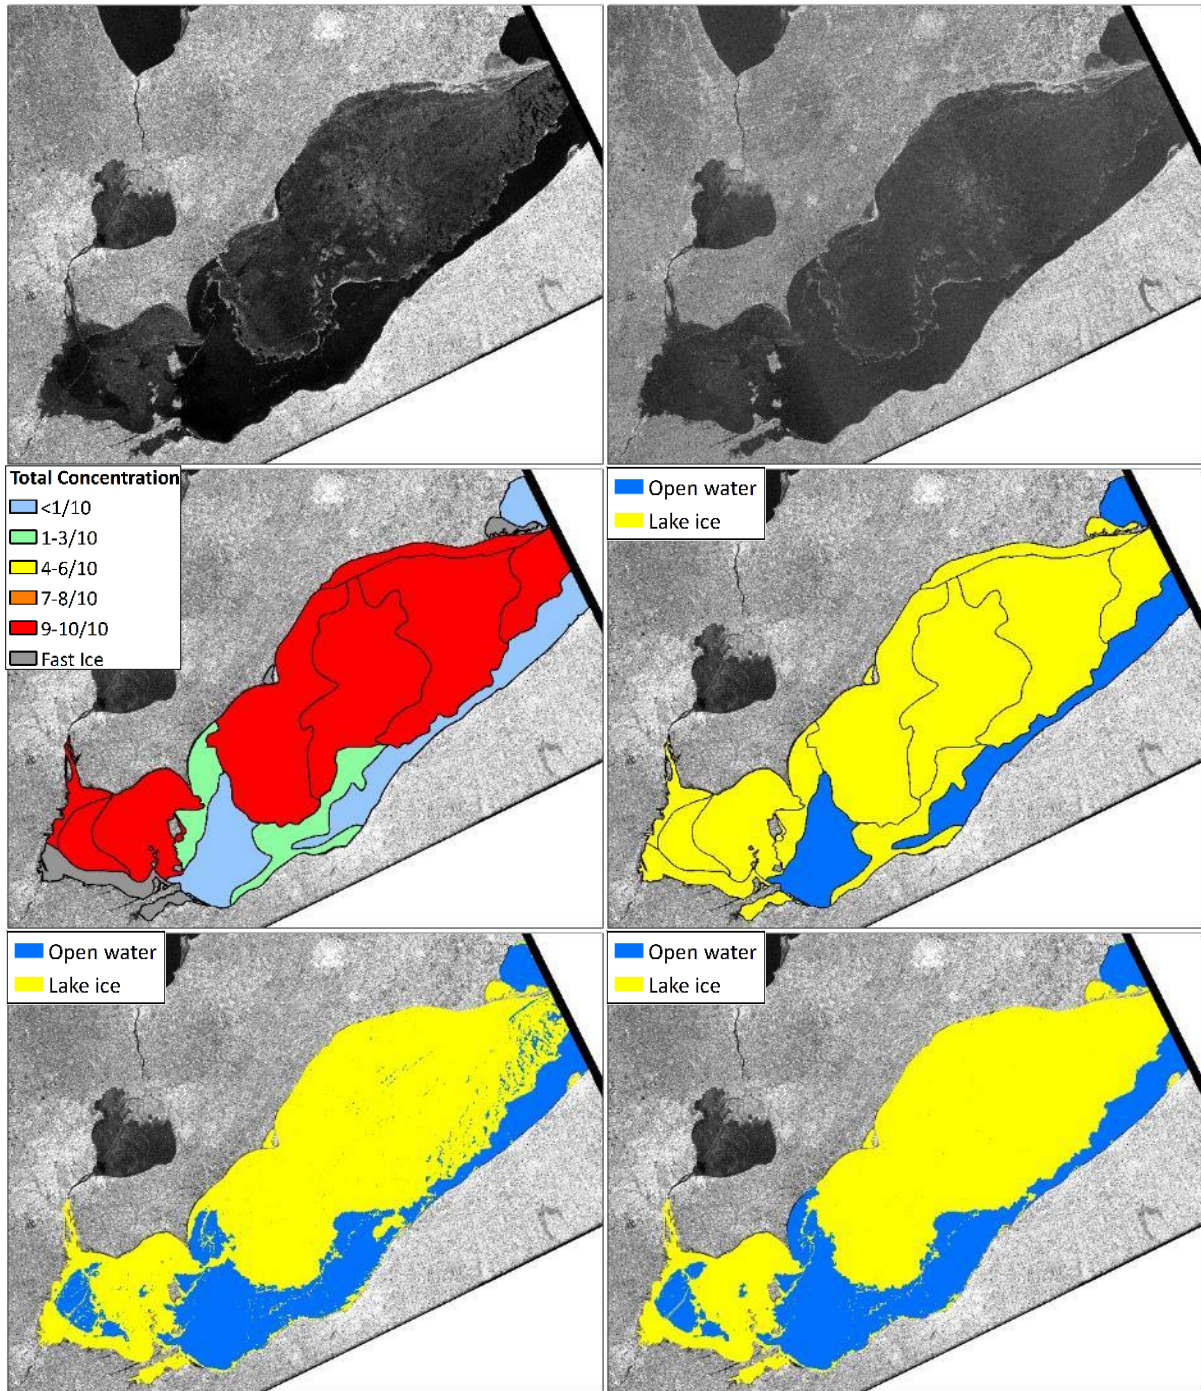 Total Concentration
<1/10
1-3/10
4-6/10
7-8/10
9-10/10
Fast Ice
Open water
Lake ice
Open water
Lake ice
Open water
Lake ice